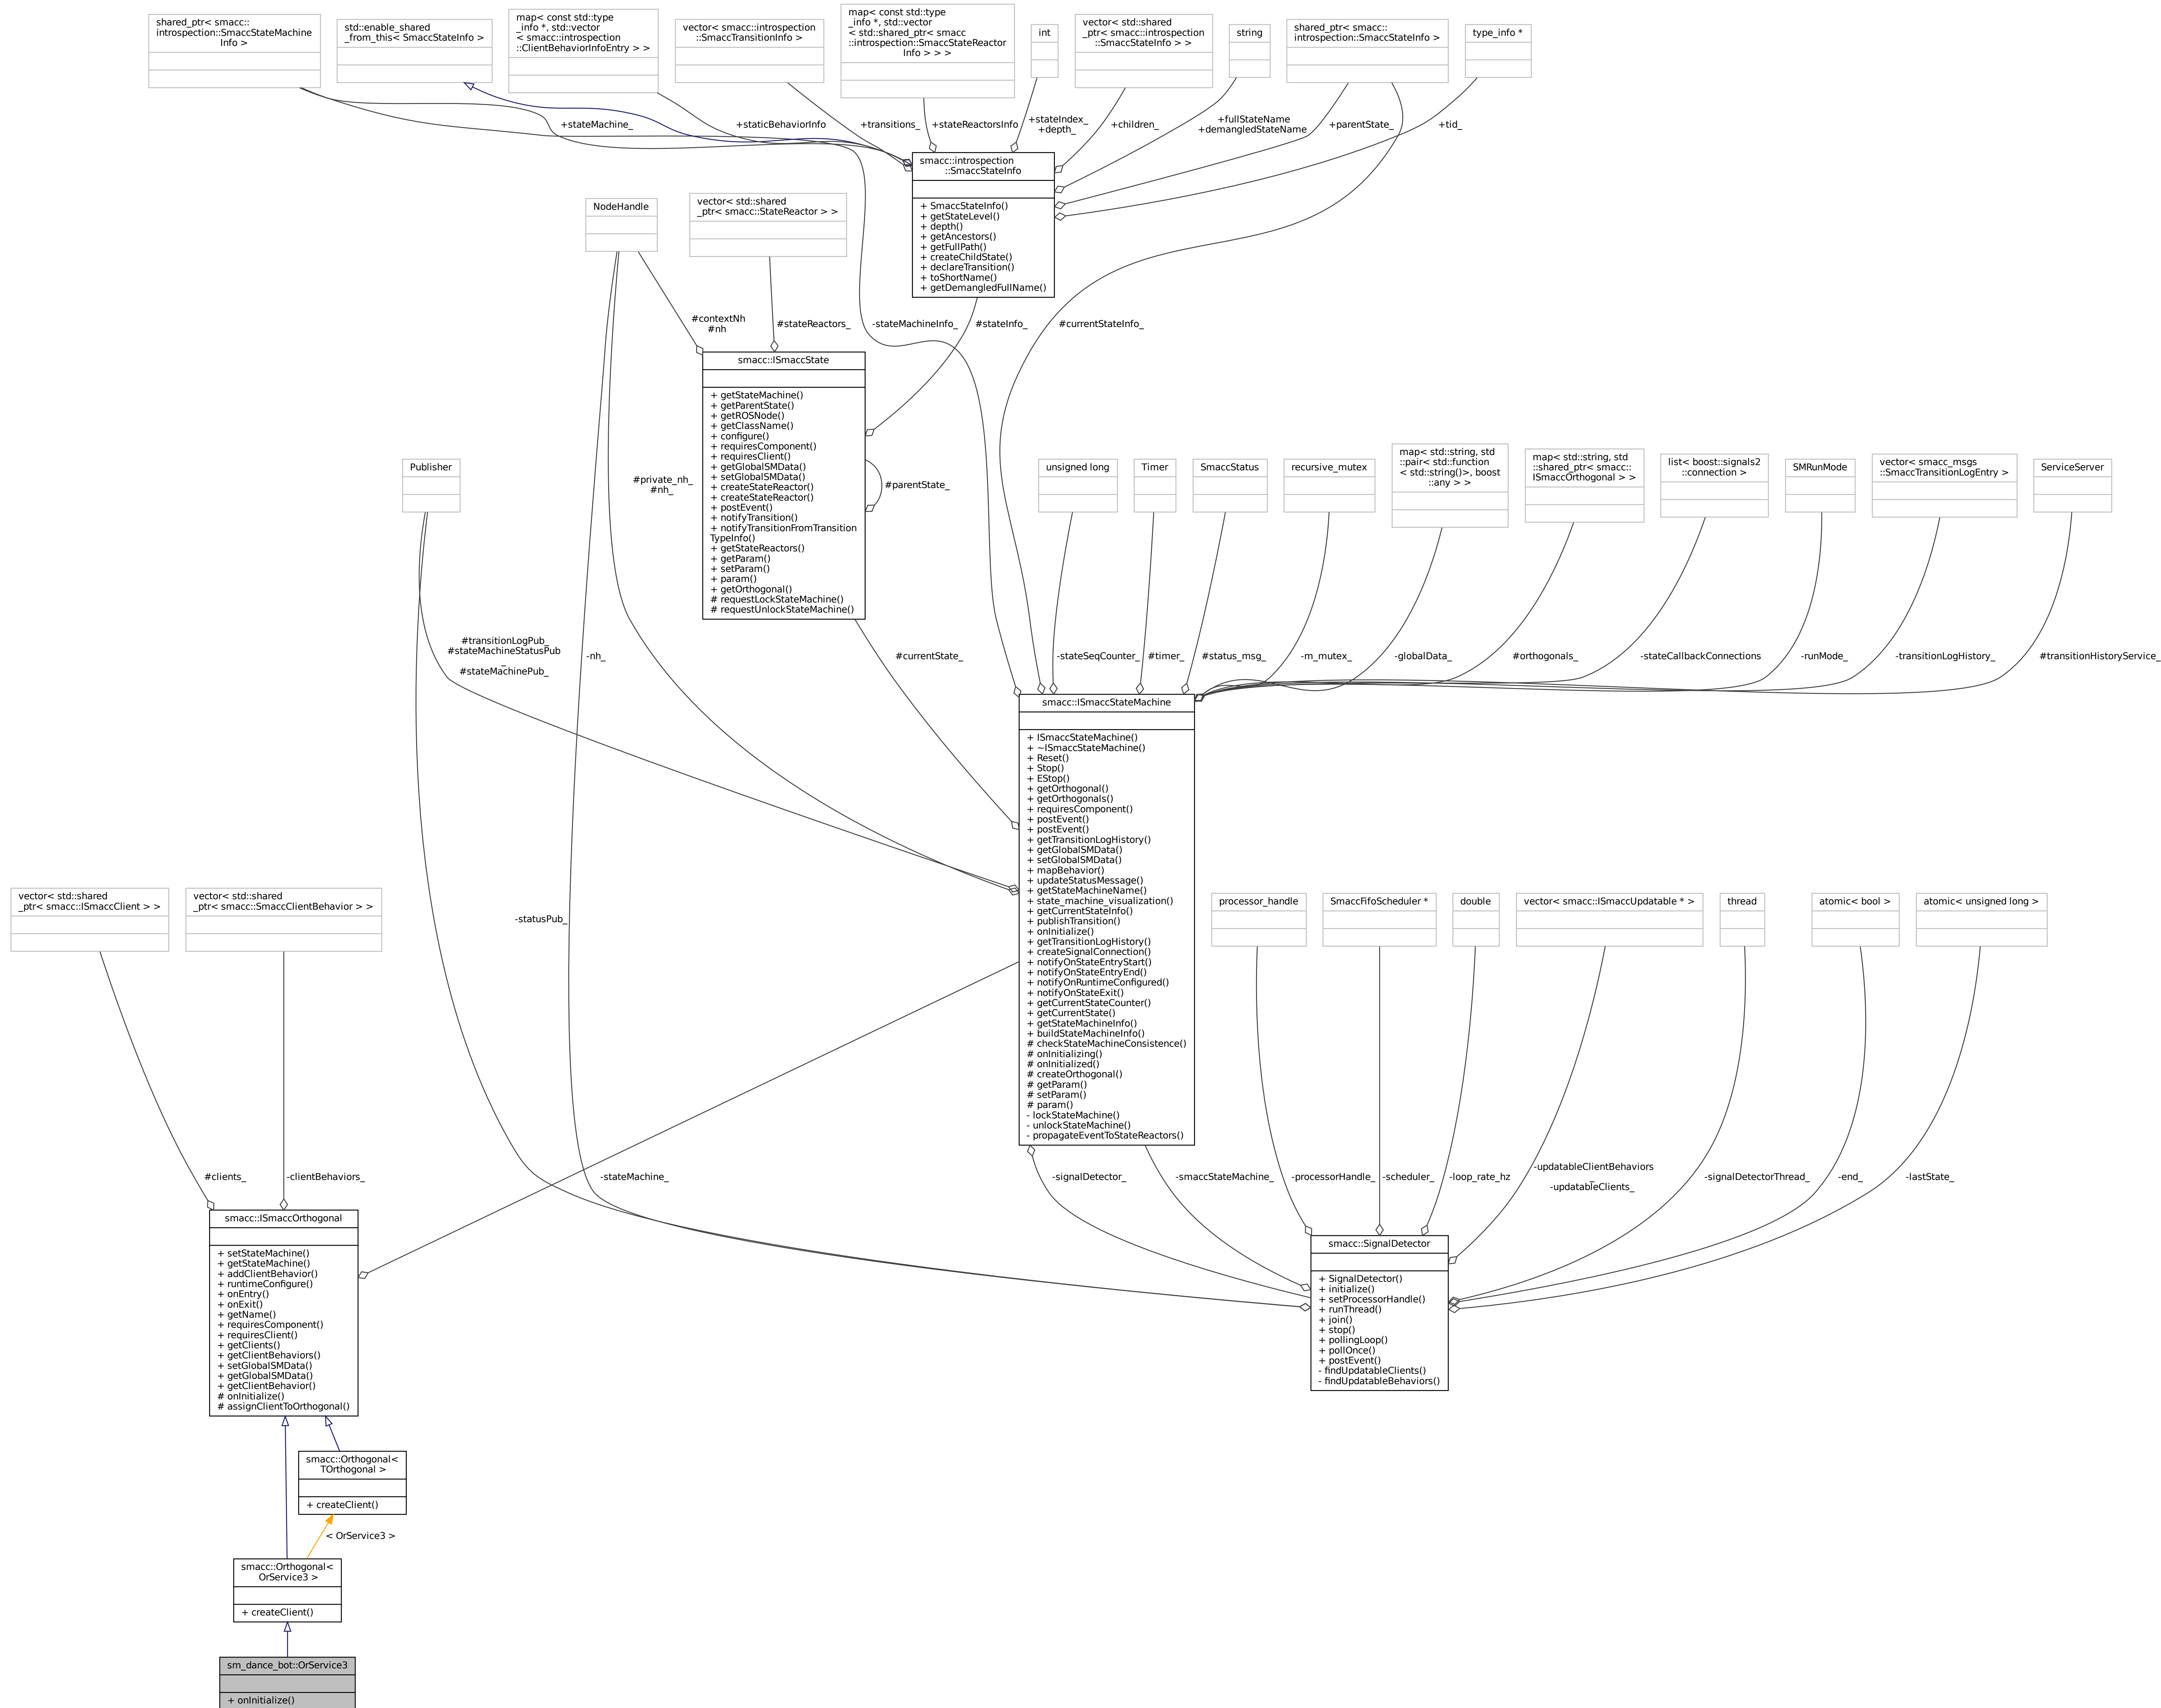 shared_ptr< smacc::
introspection::SmaccStateMachine
Info >
std::enable_shared
_from_this< SmaccStateInfo >
map< const std::type
_info *, std::vector
< smacc::introspection
::ClientBehaviorInfoEntry > >
vector< smacc::introspection
::SmaccTransitionInfo >
map< const std::type
_info *, std::vector
< std::shared_ptr< smacc
::introspection::SmaccStateReactor
Info > > >
int
vector< std::shared
_ptr< smacc::introspection
::SmaccStateInfo > >
string
shared_ptr< smacc::
introspection::SmaccStateInfo >
type_info *
+stateMachine_
+staticBehaviorInfo
+transitions_
+stateReactorsInfo
+stateIndex_
+depth_
+children_
+fullStateName
+demangledStateName
+parentState_
+tid_
smacc::introspection
::SmaccStateInfo
+ SmaccStateInfo()
+ getStateLevel()
+ depth()
+ getAncestors()
+ getFullPath()
+ createChildState()
+ declareTransition()
+ toShortName()
+ getDemangledFullName()
NodeHandle
vector< std::shared
_ptr< smacc::StateReactor > >
#contextNh
#nh
#stateReactors_
-stateMachineInfo_
#stateInfo_
#currentStateInfo_
smacc::ISmaccState
+ getStateMachine()
+ getParentState()
+ getROSNode()
+ getClassName()
+ configure()
+ requiresComponent()
+ requiresClient()
+ getGlobalSMData()
+ setGlobalSMData()
+ createStateReactor()
+ createStateReactor()
+ postEvent()
+ notifyTransition()
+ notifyTransitionFromTransition
TypeInfo()
+ getStateReactors()
+ getParam()
+ setParam()
+ param()
+ getOrthogonal()
# requestLockStateMachine()
# requestUnlockStateMachine()
#parentState_
#private_nh_
#nh_
Publisher
unsigned long
Timer
SmaccStatus
recursive_mutex
map< std::string, std
::pair< std::function
< std::string()>, boost
::any > >
map< std::string, std
::shared_ptr< smacc::
ISmaccOrthogonal > >
list< boost::signals2
::connection >
SMRunMode
vector< smacc_msgs
::SmaccTransitionLogEntry >
ServiceServer
#transitionLogPub_
#stateMachineStatusPub
_
#stateMachinePub_
-nh_
#currentState_
-stateSeqCounter_
#timer_
#status_msg_
-m_mutex_
-globalData_
#orthogonals_
-stateCallbackConnections
-runMode_
-transitionLogHistory_
#transitionHistoryService_
smacc::ISmaccStateMachine
+ ISmaccStateMachine()
+ ~ISmaccStateMachine()
+ Reset()
+ Stop()
+ EStop()
+ getOrthogonal()
+ getOrthogonals()
+ requiresComponent()
+ postEvent()
+ postEvent()
+ getTransitionLogHistory()
+ getGlobalSMData()
+ setGlobalSMData()
+ mapBehavior()
+ updateStatusMessage()
+ getStateMachineName()
+ state_machine_visualization()
+ getCurrentStateInfo()
+ publishTransition()
+ onInitialize()
+ getTransitionLogHistory()
+ createSignalConnection()
+ notifyOnStateEntryStart()
+ notifyOnStateEntryEnd()
+ notifyOnRuntimeConfigured()
+ notifyOnStateExit()
+ getCurrentStateCounter()
+ getCurrentState()
+ getStateMachineInfo()
+ buildStateMachineInfo()
# checkStateMachineConsistence()
# onInitializing()
# onInitialized()
# createOrthogonal()
# getParam()
# setParam()
# param()
- lockStateMachine()
- unlockStateMachine()
- propagateEventToStateReactors()
vector< std::shared
_ptr< smacc::ISmaccClient > >
vector< std::shared
_ptr< smacc::SmaccClientBehavior > >
-statusPub_
processor_handle
SmaccFifoScheduler *
double
vector< smacc::ISmaccUpdatable * >
thread
atomic< bool >
atomic< unsigned long >
#clients_
-clientBehaviors_
-stateMachine_
-signalDetector_
-smaccStateMachine_
-processorHandle_
-scheduler_
-loop_rate_hz
-updatableClientBehaviors
_
-updatableClients_
-signalDetectorThread_
-end_
-lastState_
smacc::ISmaccOrthogonal
+ setStateMachine()
+ getStateMachine()
+ addClientBehavior()
+ runtimeConfigure()
+ onEntry()
+ onExit()
+ getName()
+ requiresComponent()
+ requiresClient()
+ getClients()
+ getClientBehaviors()
+ setGlobalSMData()
+ getGlobalSMData()
+ getClientBehavior()
# onInitialize()
# assignClientToOrthogonal()
smacc::SignalDetector
+ SignalDetector()
+ initialize()
+ setProcessorHandle()
+ runThread()
+ join()
+ stop()
+ pollingLoop()
+ pollOnce()
+ postEvent()
- findUpdatableClients()
- findUpdatableBehaviors()
smacc::Orthogonal<
TOrthogonal >
+ createClient()
< OrService3 >
smacc::Orthogonal<
OrService3 >
+ createClient()
sm_dance_bot::OrService3
+ onInitialize()